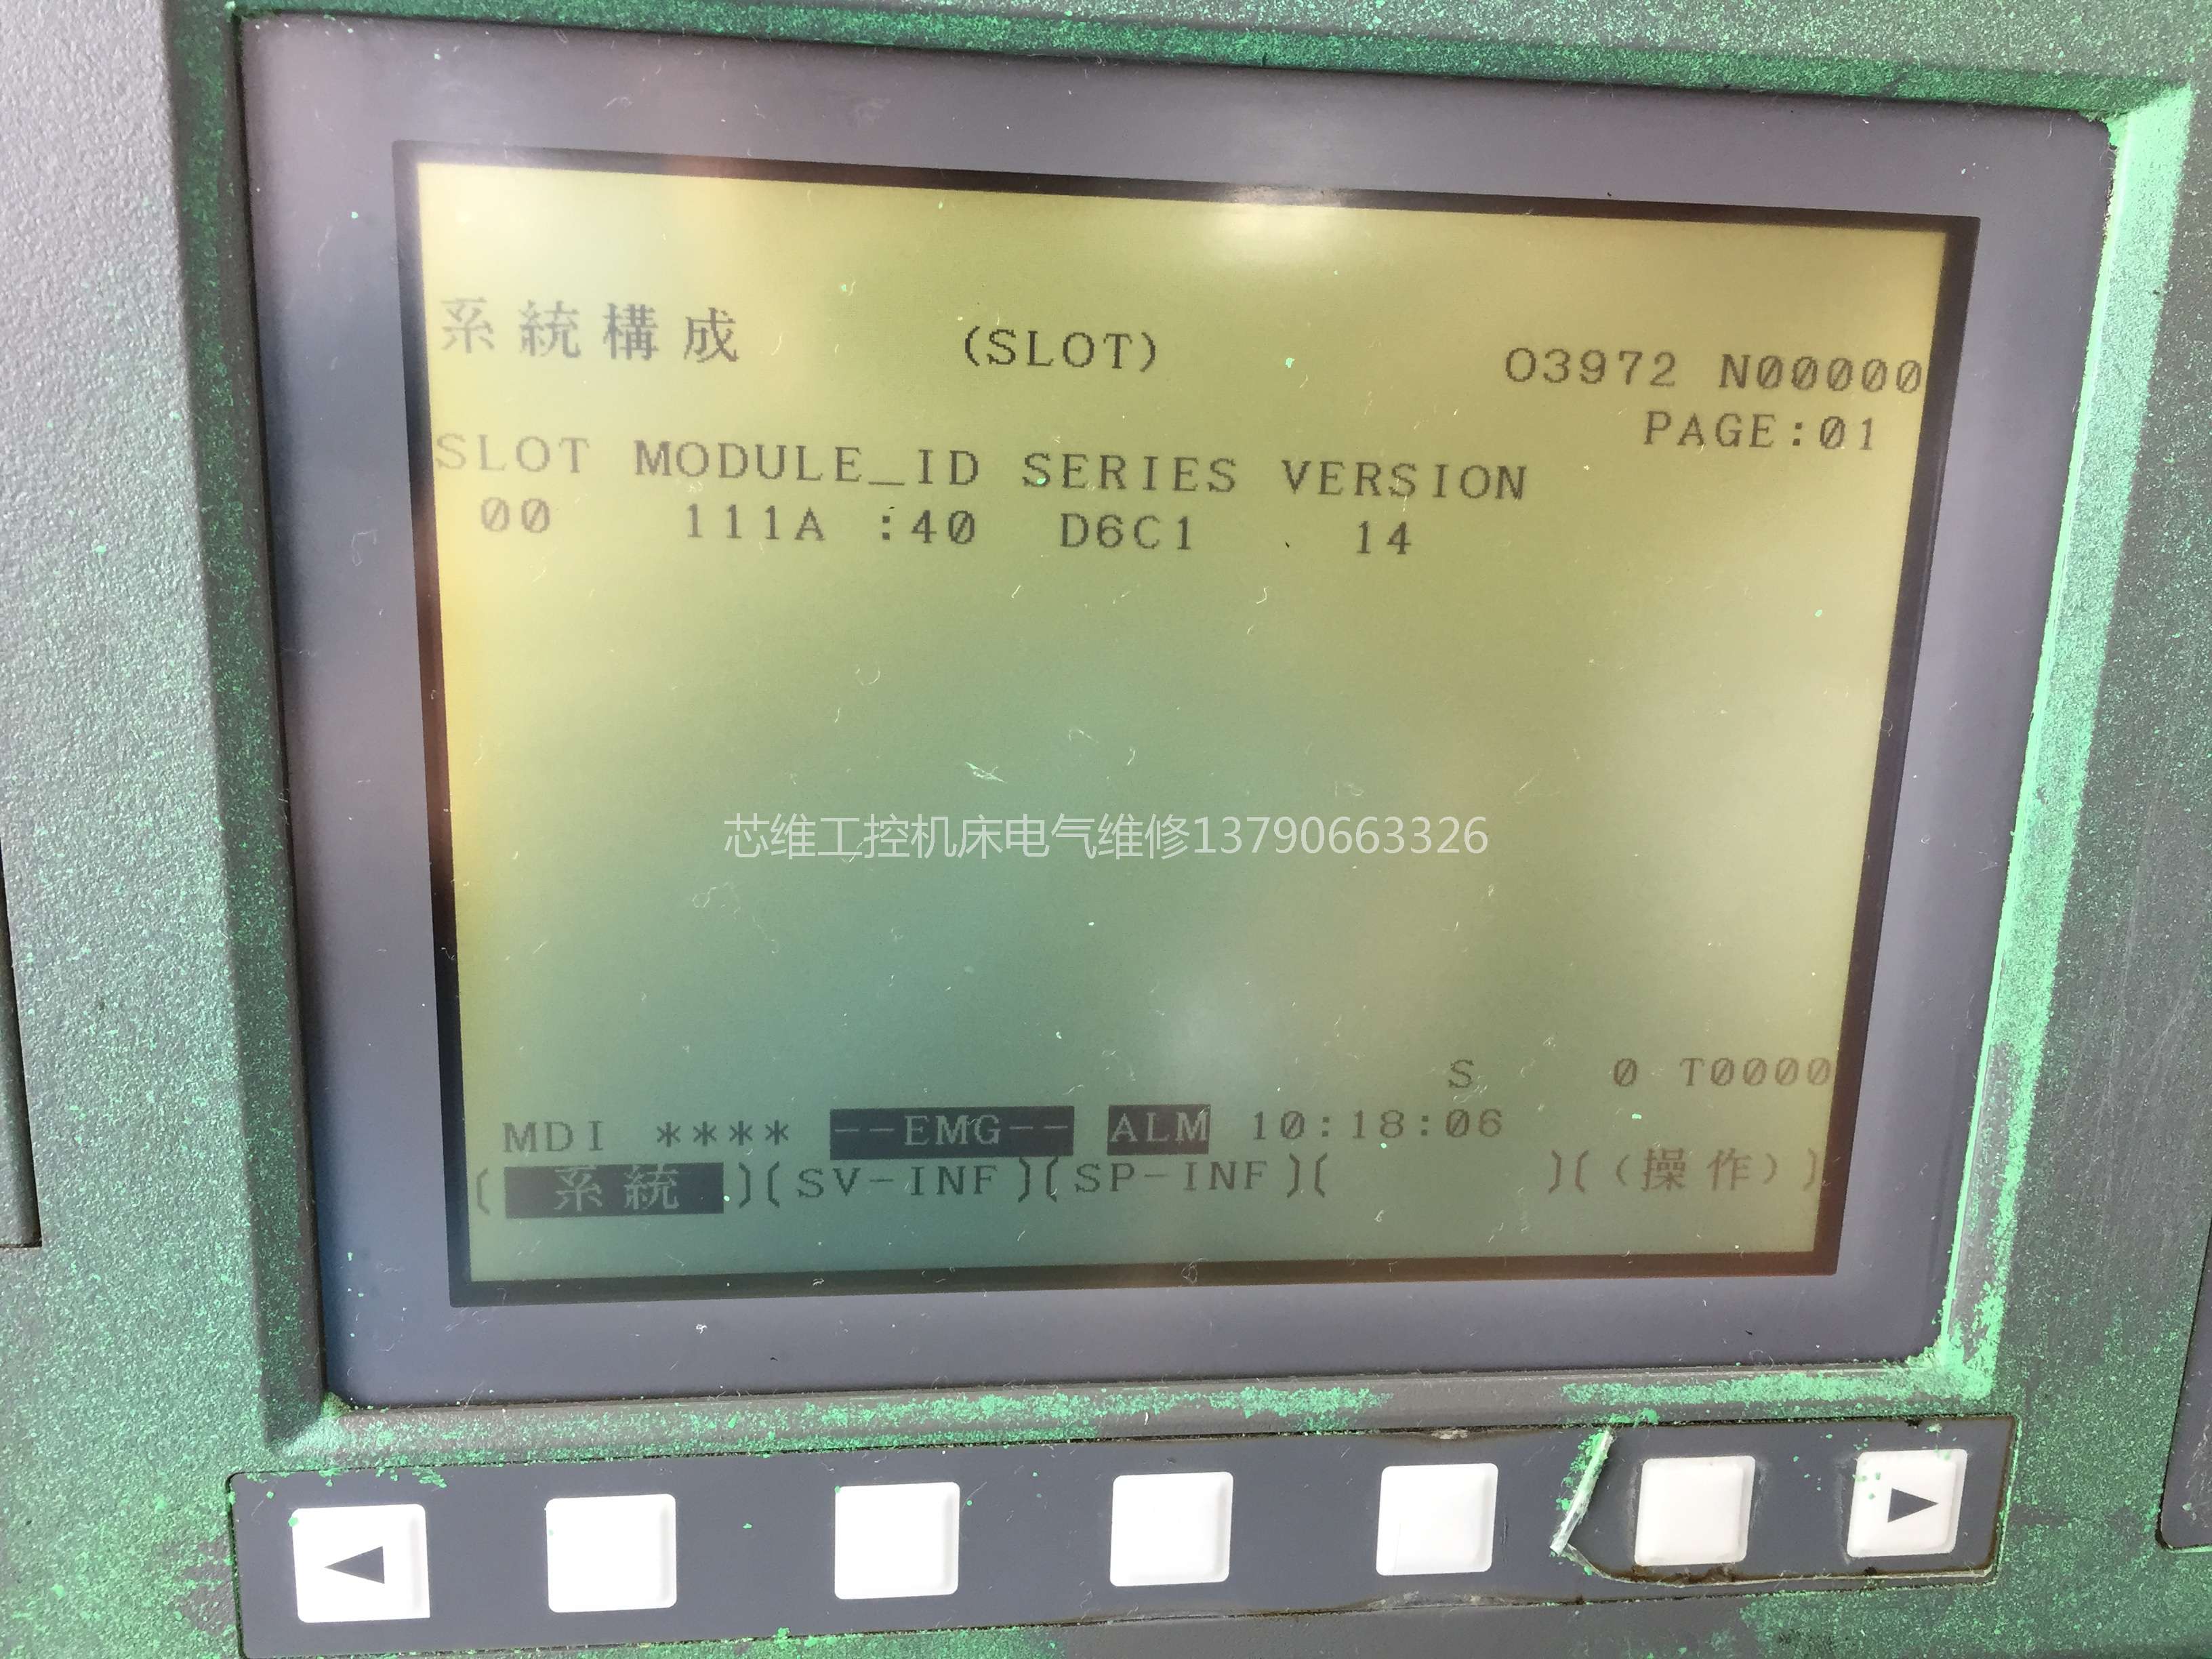 系統構成 (SLOT) O3972 N00000
PAGE:01
SLOT MODULE_ID SERIES VERSION
00 111A :40 D6C1 14
芯维工控机床电气维修13790663326
S 0 T0000
MDI **** --EMG-- ALM 10:18:06
[系統][SV-INF][SP-INF][ ][(操作)]